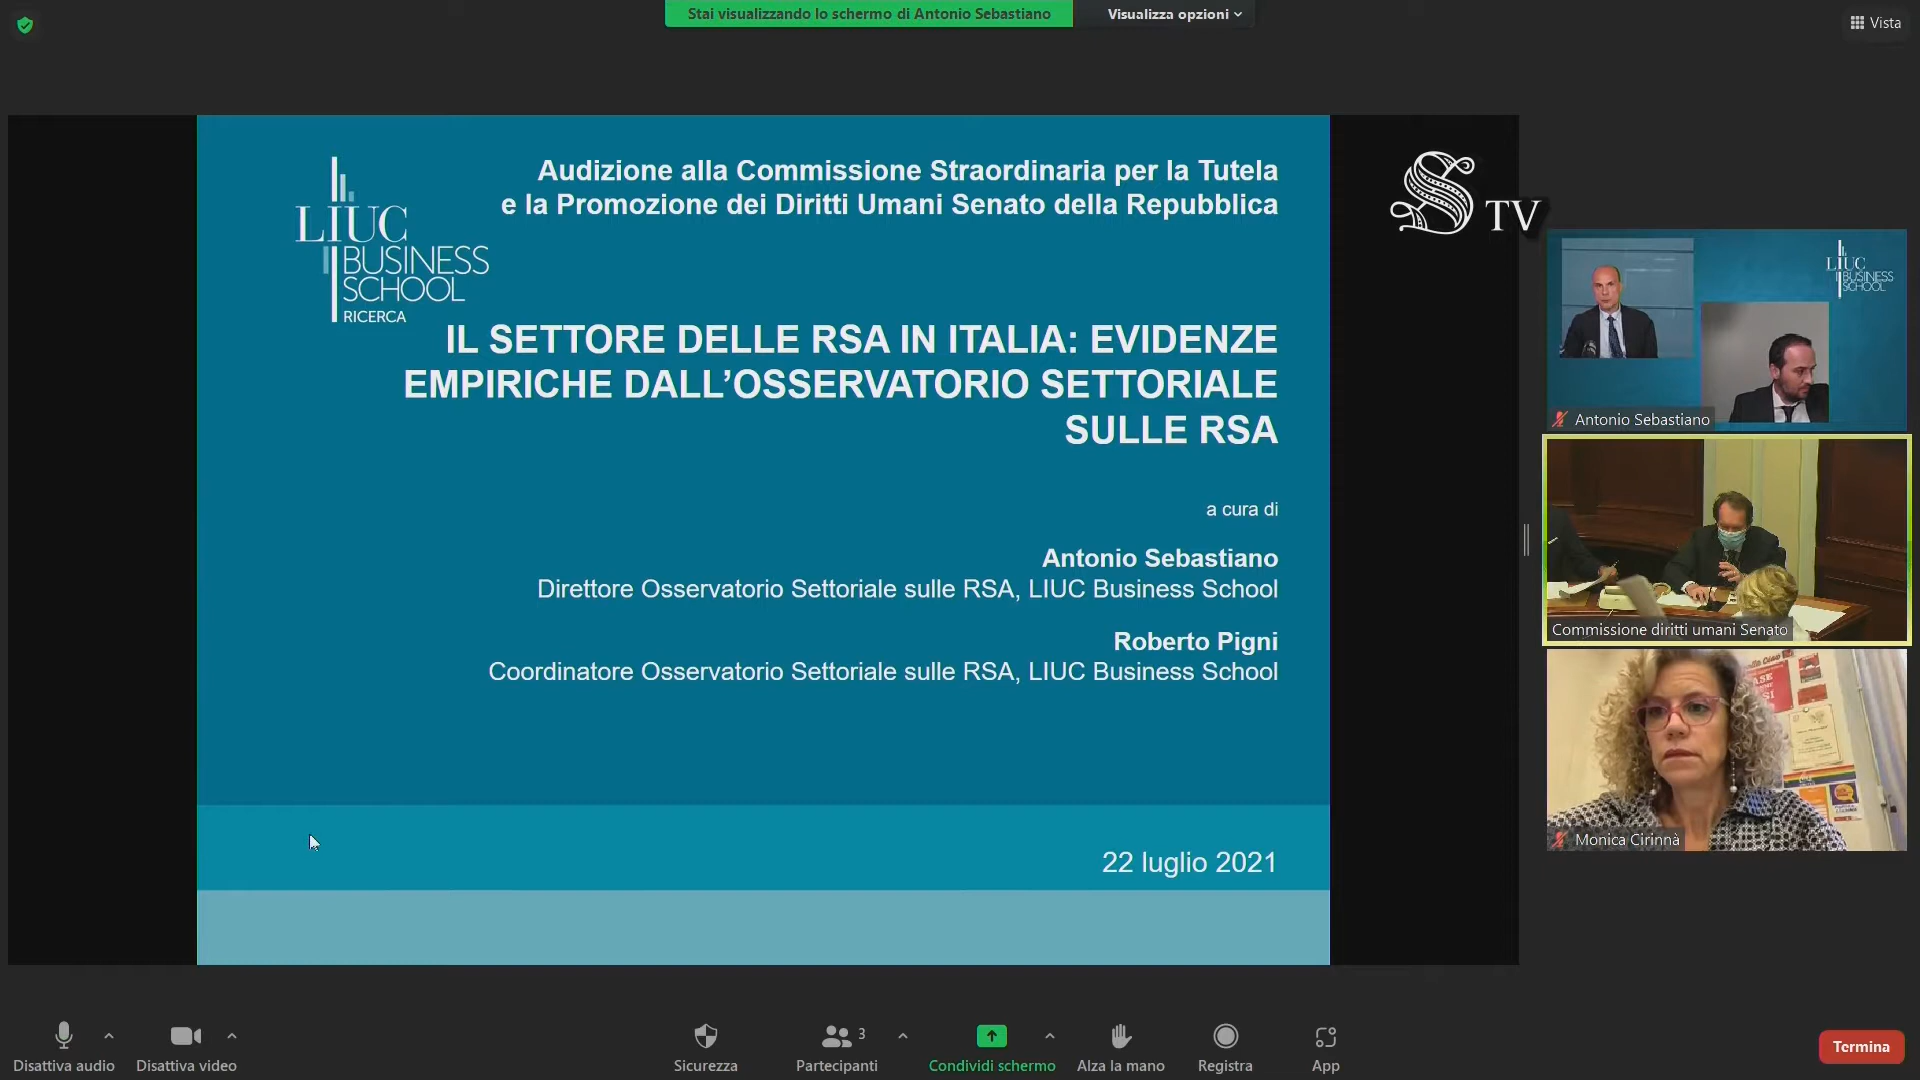 Stai visualizzando lo schermo di Antonio Sebastiano
Visualizza opzioni
Vista
Audizione alla Commissione Straordinaria per la Tutela
e la Promozione dei Diritti Umani Senato della Repubblica
LIUC
BUSINESS
SCHOOL
RICERCA
IL SETTORE DELLE RSA IN ITALIA: EVIDENZE
EMPIRICHE DALL’OSSERVATORIO SETTORIALE
SULLE RSA
a cura di
Antonio Sebastiano
Direttore Osservatorio Settoriale sulle RSA, LIUC Business School
Roberto Pigni
Coordinatore Osservatorio Settoriale sulle RSA, LIUC Business School
22 luglio 2021
S TV
LIUC
BUSINESS
SCHOOL
Antonio Sebastiano
Commissione diritti umani Senato
Monica Cirinnà
Disattiva audio
Disattiva video
Sicurezza
Partecipanti
3
Condividi schermo
Alza la mano
Registra
App
Termina